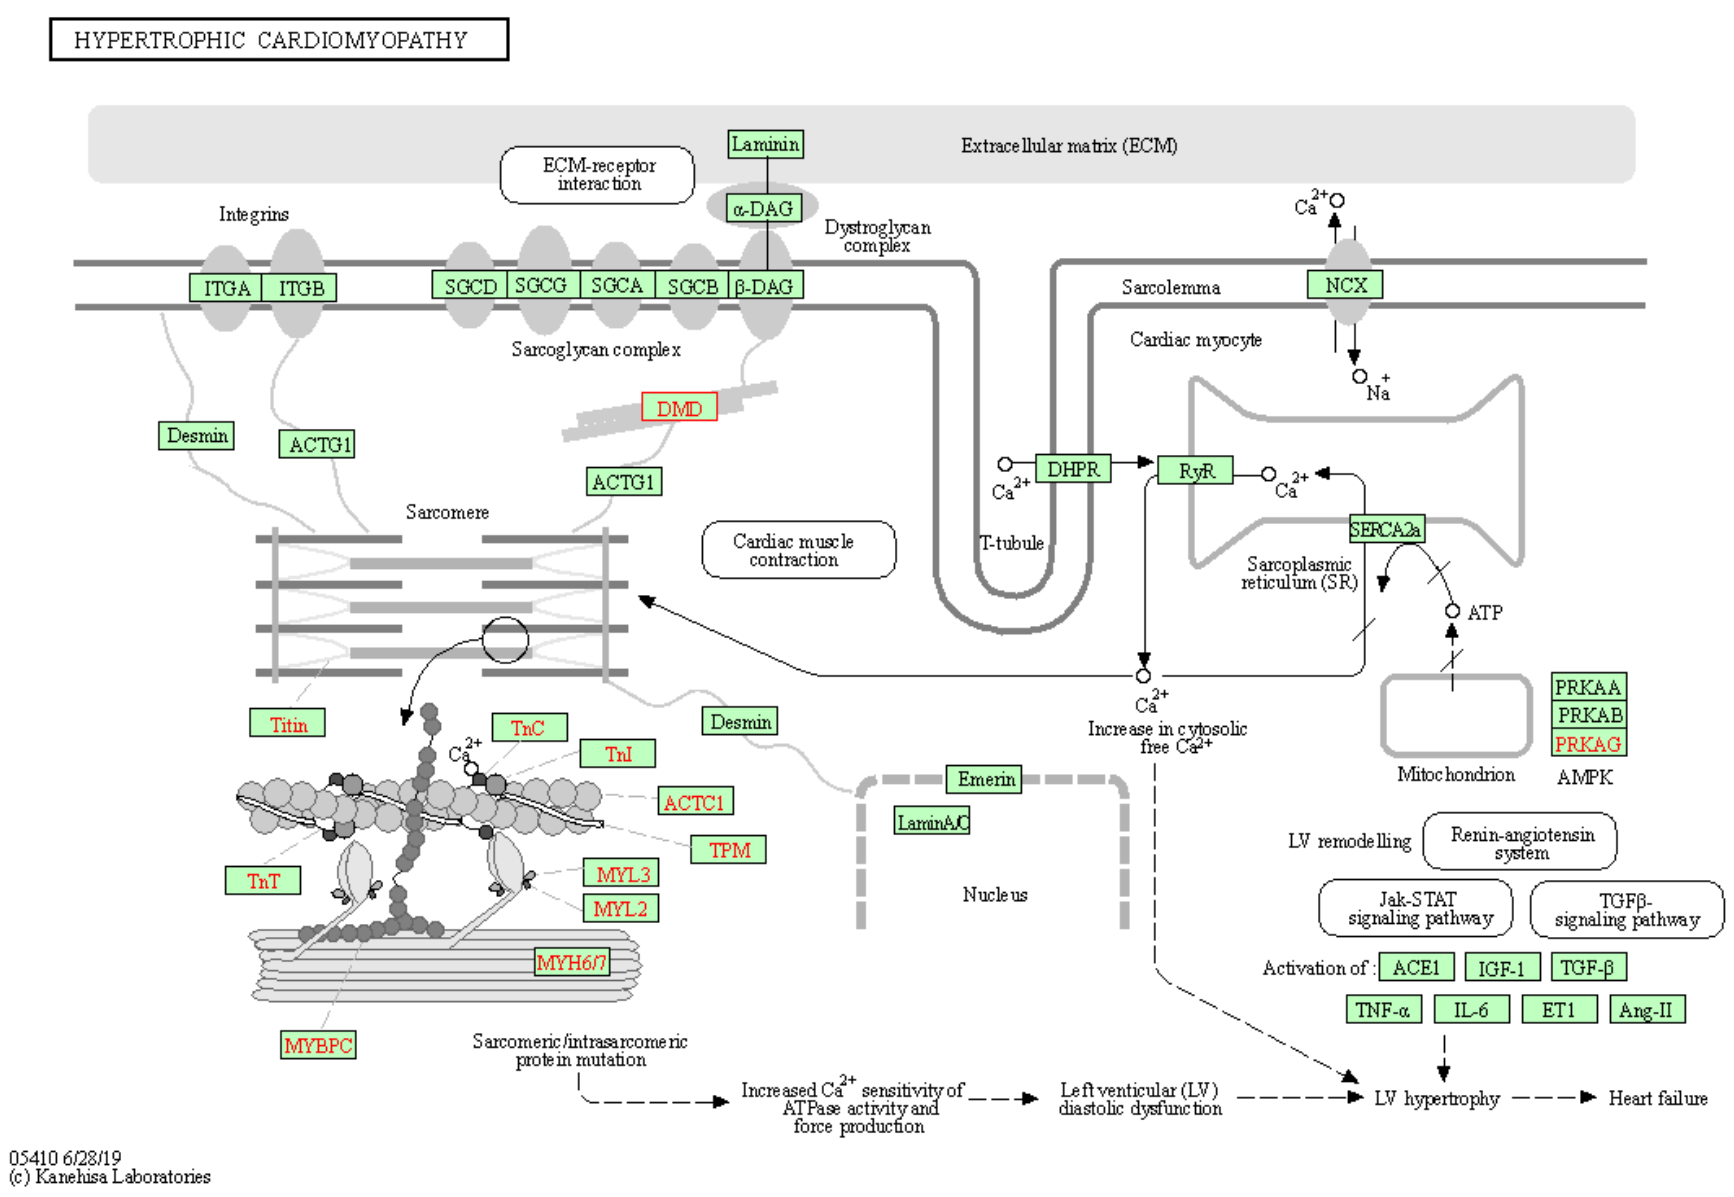 HYPERTROPHIC CARDIOMYOPATHY
Laminin
Extracellular matrix (ECM)
ECM-receptor
interaction
α-DAG
Integrins
Dystroglycan
complex
Ca2+
ITGA
ITGB
SGCD
SGCG
SGCA
SGCB
β-DAG
Sarcolemma
NCX
Sarcoglycan complex
Cardiac myocyte
Na+
DMD
Desmin
ACTG1
ACTG1
DHPR
RyR
Ca2+
Ca2+
Sarcomere
SERCA2a
Cardiac muscle
contraction
T-tubule
Sarcoplasmic
reticulum (SR)
ATP
PRKAA
PRKAB
PRKAG
AMPK
Mitochondrion
Ca2+
Increase in cytosolic
free Ca2+
Titin
TnC
Desmin
Ca2+
TnI
Emerin
ACTC1
LaminA/C
TPM
TnT
MYL3
MYL2
Nucleus
MYH6/7
MYBPC
LV remodelling
Renin-angiotensin
system
Jak-STAT
signaling pathway
TGFβ-
signaling pathway
Activation of :
ACE1
IGF-1
TGF-β
TNF-α
IL-6
ET1
Ang-II
Sarcomeric/intrasarcomeric
protein mutation
Increased Ca2+ sensitivity of
ATPase activity and
force production
Left venticular (LV)
diastolic dysfunction
LV hypertrophy
Heart failure
05410 6/28/19
(c) Kanehisa Laboratories